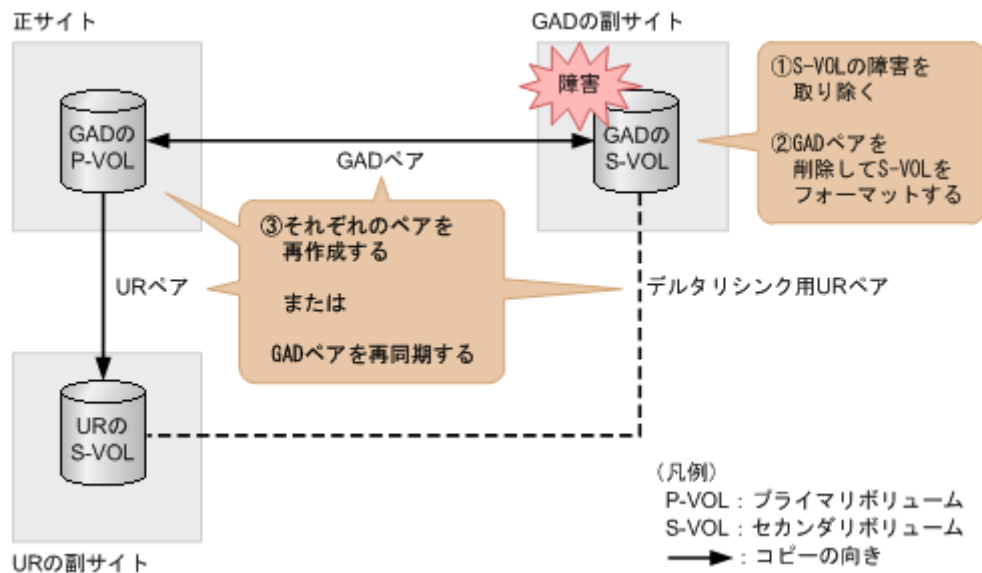 正サイト
GADの副サイト
障害
GADの
P-VOL
GADの
S-VOL
GADペア
①S-VOLの障害を
取り除く
②GADペアを
削除してS-VOLを
フォーマットする
③それぞれのペアを
再作成する
または
GADペアを再同期する
URペア
デルタリシンク用URペア
URの
S-VOL
URの副サイト
（凡例）
P-VOL：プライマリボリューム
S-VOL：セカンダリボリューム
：コピーの向き